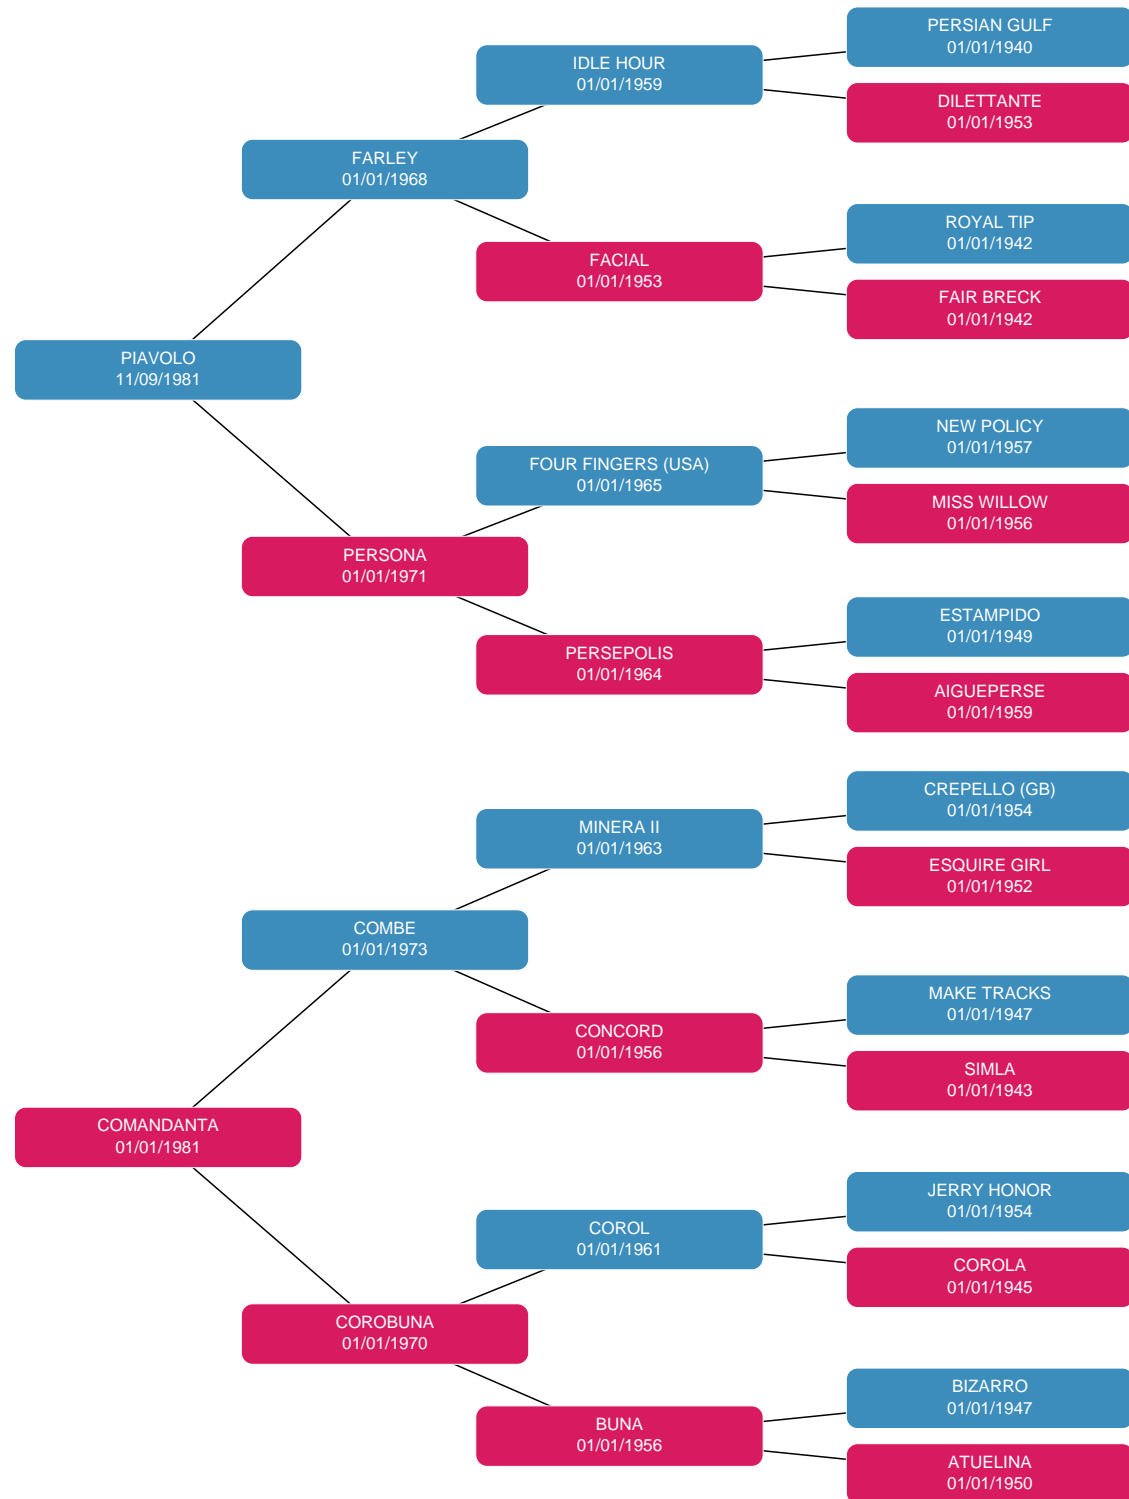 PERSIAN GULF
01/01/1940
IDLE HOUR
01/01/1959
DILETTANTE
01/01/1953
FARLEY
01/01/1968
ROYAL TIP
01/01/1942
FACIAL
01/01/1953
FAIR BRECK
01/01/1942
PIAVOLO
11/09/1981
NEW POLICY
01/01/1957
FOUR FINGERS (USA)
01/01/1965
MISS WILLOW
01/01/1956
PERSONA
01/01/1971
ESTAMPIDO
01/01/1949
PERSEPOLIS
01/01/1964
AIGUEPERSE
01/01/1959
CREPELLO (GB)
01/01/1954
MINERA II
01/01/1963
ESQUIRE GIRL
01/01/1952
COMBE
01/01/1973
MAKE TRACKS
01/01/1947
CONCORD
01/01/1956
SIMLA
01/01/1943
COMANDANTA
01/01/1981
JERRY HONOR
01/01/1954
COROL
01/01/1961
COROLA
01/01/1945
COROBUNA
01/01/1970
BIZARRO
01/01/1947
BUNA
01/01/1956
ATUELINA
01/01/1950